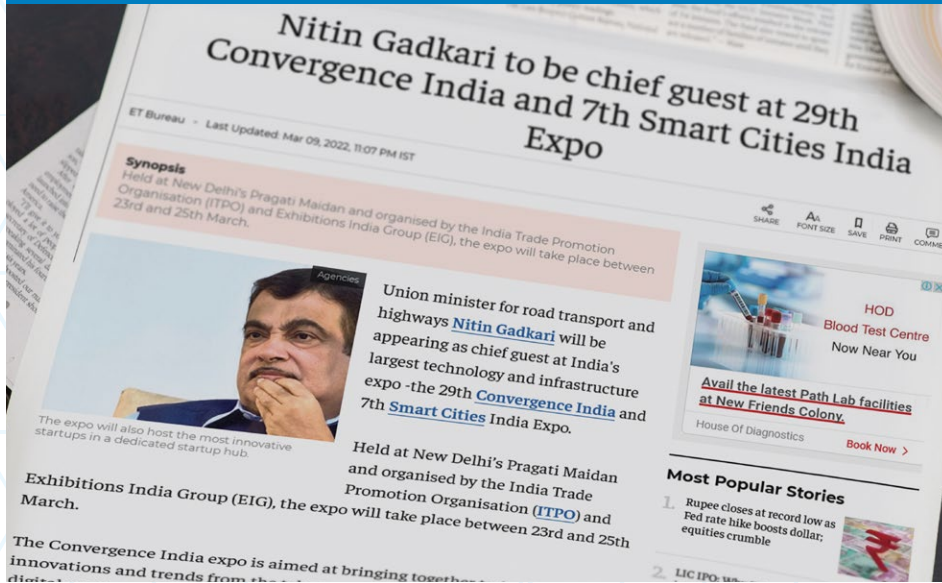 Nitin Gadkari to be chief guest at 29th
Convergence India and 7th Smart Cities India
Expo
ET Bureau - Last Updated: Mar 09, 2022, 11:07 PM IST
Synopsis
Held at New Delhi's Pragati Maidan and organised by the India Trade Promotion
Organisation (ITPO) and Exhibitions India Group (EIG), the expo will take place between
23rd and 25th March.
SHARE
FONT SIZE
SAVE
PRINT
COMME
Agencies
The expo will also host the most innovative
startups in a dedicated startup hub.
Union minister for road transport and
highways Nitin Gadkari will be
appearing as chief guest at India's
largest technology and infrastructure
expo -the 29th Convergence India and
7th Smart Cities India Expo.
Held at New Delhi's Pragati Maidan
and organised by the India Trade
Promotion Organisation (ITPO) and
Exhibitions India Group (EIG), the expo will take place between 23rd and 25th
March.
The Convergence India expo is aimed at bringing together
innovations and trends from the
HOD
Blood Test Centre
Now Near You
Avail the latest Path Lab facilities
at New Friends Colony.
House Of Diagnostics
Book Now >
Most Popular Stories
1. Rupee closes at record low as
Fed rate hike boosts dollar;
equities crumble
2. LIC IPO: